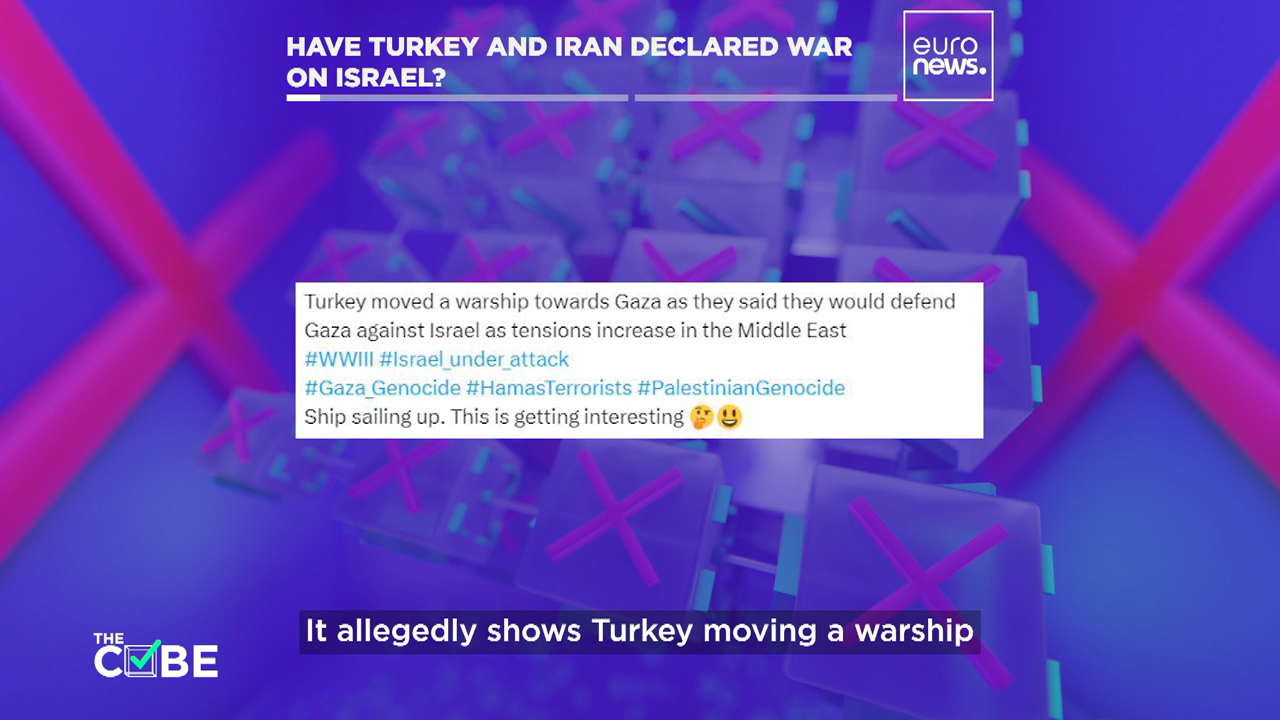 HAVE TURKEY AND IRAN DECLARED WAR
ON ISRAEL?
euro
news.
Turkey moved a warship towards Gaza as they said they would defend
Gaza against Israel as tensions increase in the Middle East
#WWIII #Israel_under_attack
#Gaza_Genocide #HamasTerrorists #PalestinianGenocide
Ship sailing up. This is getting interesting 🤔😃
It allegedly shows Turkey moving a warship
THE
CUBE